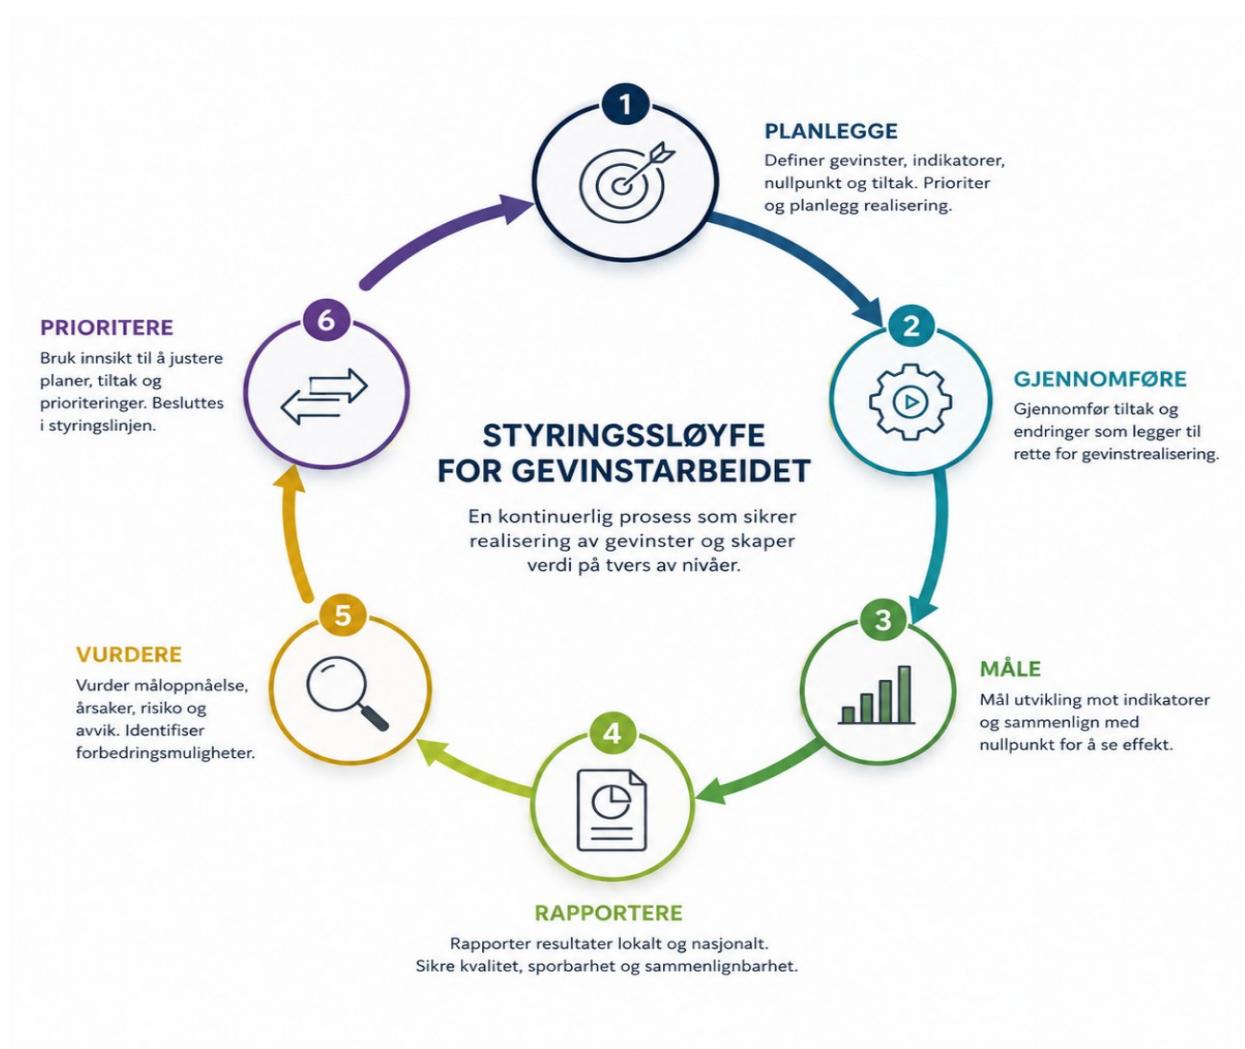 STYRINGSSLØYFE
FOR GEVINSTARBEIDET
En kontinuerlig prosess som sikrer
realisering av gevinster og skaper
verdi på tvers av nivåer.
1
PLANLEGGE
Definer gevinster, indikatorer,
nullpunkt og tiltak. Prioriter
og planlegg realisering.
2
GJENNOMFØRE
Gjennomfør tiltak og
endringer som legger til
rette for gevinstrealisering.
3
MÅLE
Mål utvikling mot indikatorer
og sammenlign med
nullpunkt for å se effekt.
4
RAPPORTERE
Rapporter resultater lokalt og nasjonalt.
Sikre kvalitet, sporbarhet og sammenlignbarhet.
5
VURDERE
Vurder måloppnåelse,
årsaker, risiko og
avvik. Identifiser
forbedringsmuligheter.
6
PRIORITERE
Bruk innsikt til å justere
planer, tiltak og
prioriteringer. Besluttes
i styringslinjen.